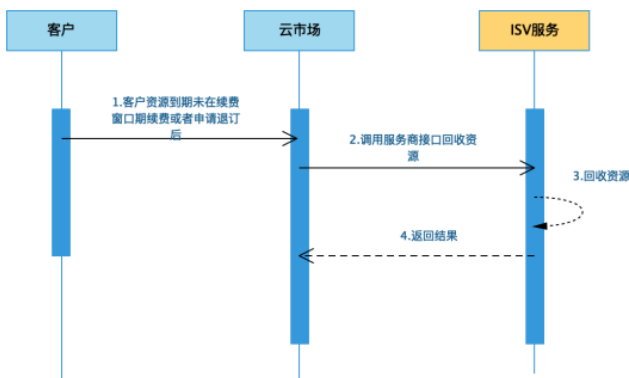 客户
云市场
ISV服务
1.客户资源到期未在续费
窗口期续费或者申请退订
后
2.调用服务商接口回收资
源
3.回收资源
4.返回结果